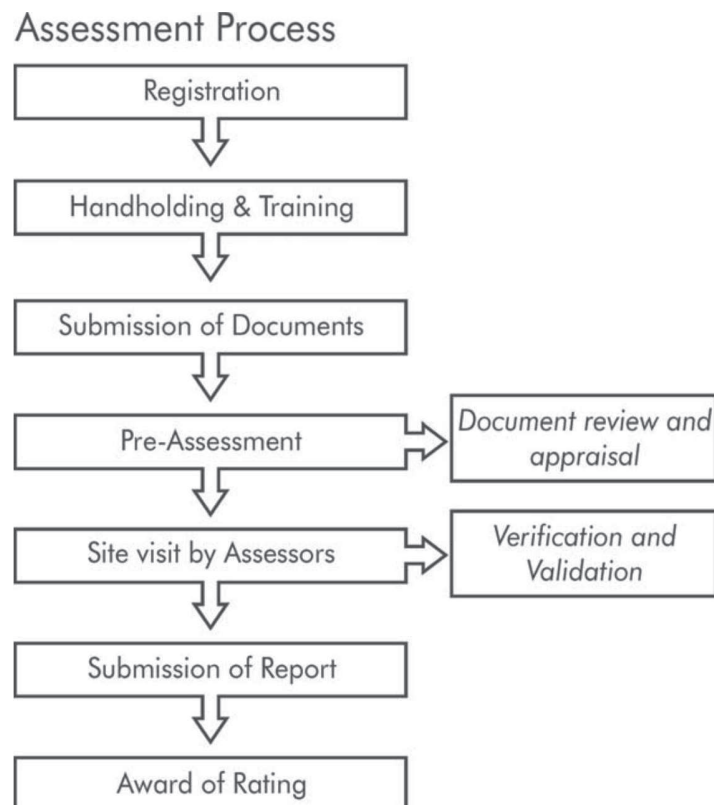 Assessment Process
Registration
Handholding & Training
Submission of Documents
Pre-Assessment
Document review and
appraisal
Site visit by Assessors
Verification and
Validation
Submission of Report
Award of Rating